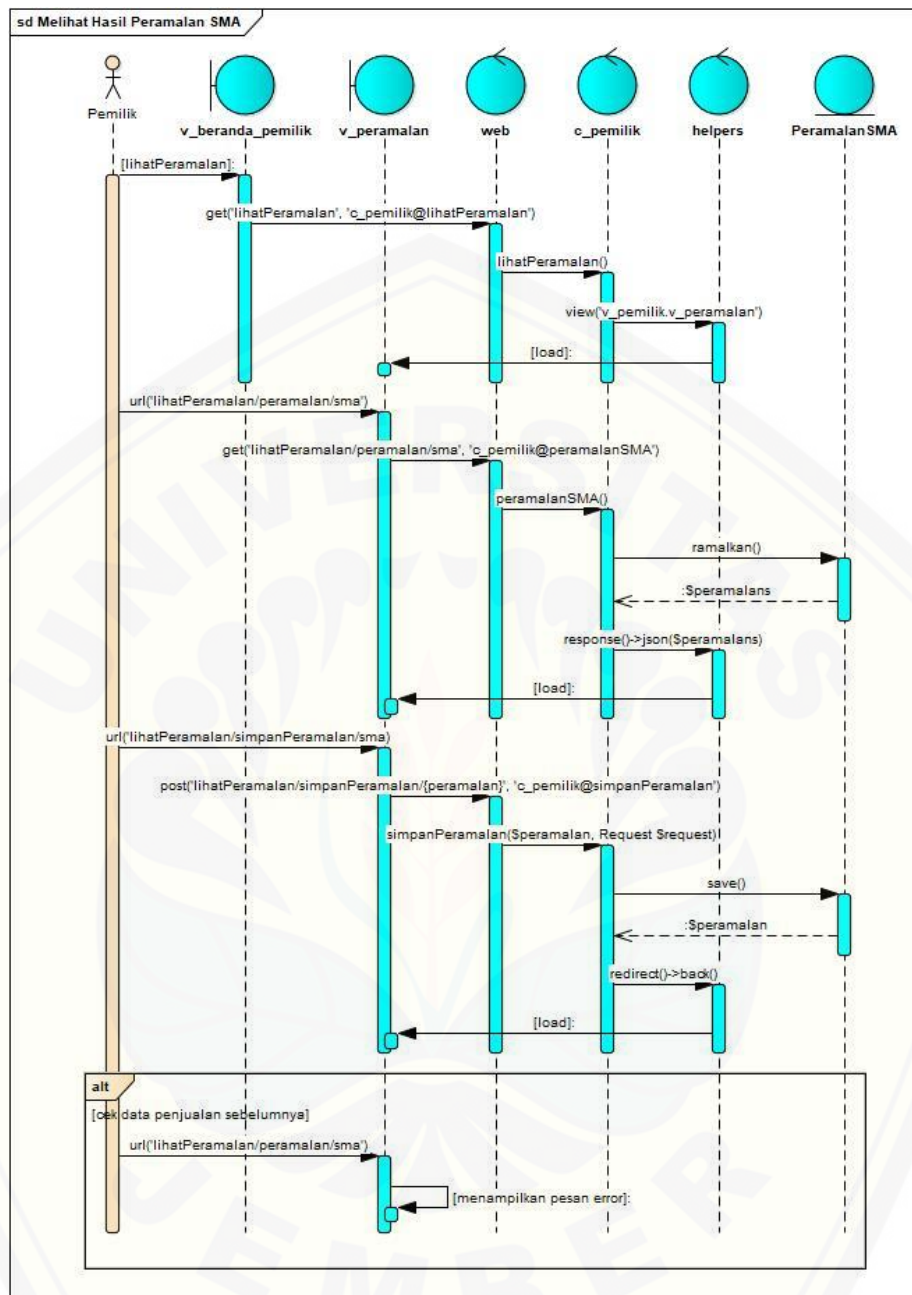 sd Melihat Hasil Peramalan SMA
Pemilik
v_beranda_pemilik
v_peramalan
web
c_pemilik
helpers
PeramalanSMA
[lihatPeramalan]:
get('lihatPeramalan', 'c_pemilik@lihatPeramalan')
lihatPeramalan()
view('v_pemilik.v_peramalan')
[load]:
url('lihatPeramalan/peramalan/sma')
get('lihatPeramalan/peramalan/sma', 'c_pemilik@peramalanSMA')
peramalanSMA()
ramalkan()
:$peramalans
response()->json($peramalans)
[load]:
url('lihatPeramalan/simpanPeramalan/sma)
post('lihatPeramalan/simpanPeramalan/{peramalan}', 'c_pemilik@simpanPeramalan')
simpanPeramalan($peramalan, Request $request)
save()
:$peramalan
redirect()->back()
[load]:
alt
[cek data penjualan sebelumnya]
url('lihatPeramalan/peramalan/sma')
[menampilkan pesan error]:
UNIVERSITAS
JEMBER